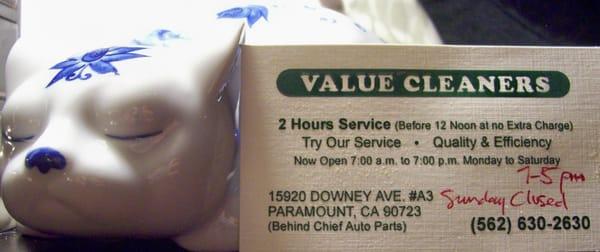 VALUE CLEANERS
2 Hours Service (Before 12 Noon at no Extra Charge)
Try Our Service • Quality & Efficiency
Now Open 7:00 a.m. to 7:00 p.m. Monday to Saturday
7-5 pm
15920 DOWNEY AVE. #A3
Sunday Closed
PARAMOUNT, CA 90723
(Behind Chief Auto Parts)
(562) 630-2630